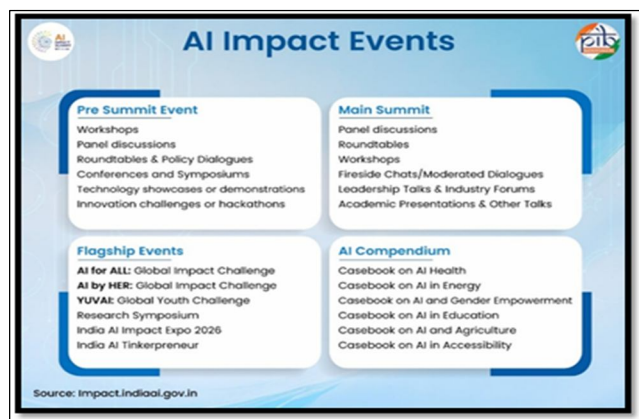 AI Impact Events
pib
Pre Summit Event
Workshops
Panel discussions
Roundtables & Policy Dialogues
Conferences and Symposiums
Technology showcases or demonstrations
Innovation challenges or hackathons
Main Summit
Panel discussions
Roundtables
Workshops
Fireside Chats/Moderated Dialogues
Leadership Talks & Industry Forums
Academic Presentations & Other Talks
Flagship Events
AI for ALL: Global Impact Challenge
AI by HER: Global Impact Challenge
YUVAI: Global Youth Challenge
Research Symposium
India AI Impact Expo 2026
India AI Tinkerpreneur
AI Compendium
Casebook on AI Health
Casebook on AI in Energy
Casebook on AI and Gender Empowerment
Casebook on AI in Education
Casebook on AI and Agriculture
Casebook on AI in Accessibility
Source: Impact.indiaai.gov.in